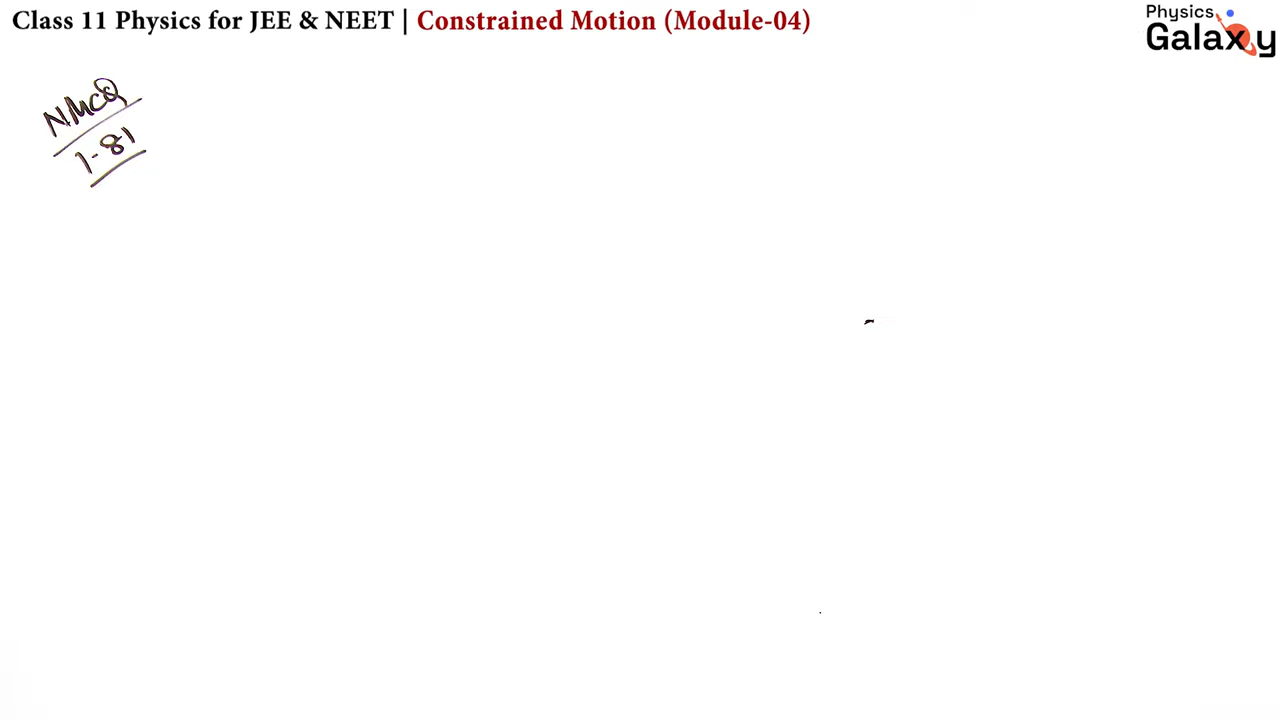 Class 11 Physics for JEE & NEET | Constrained Motion (Module-04)
Physics
Galaxy
NMCQ
1-81